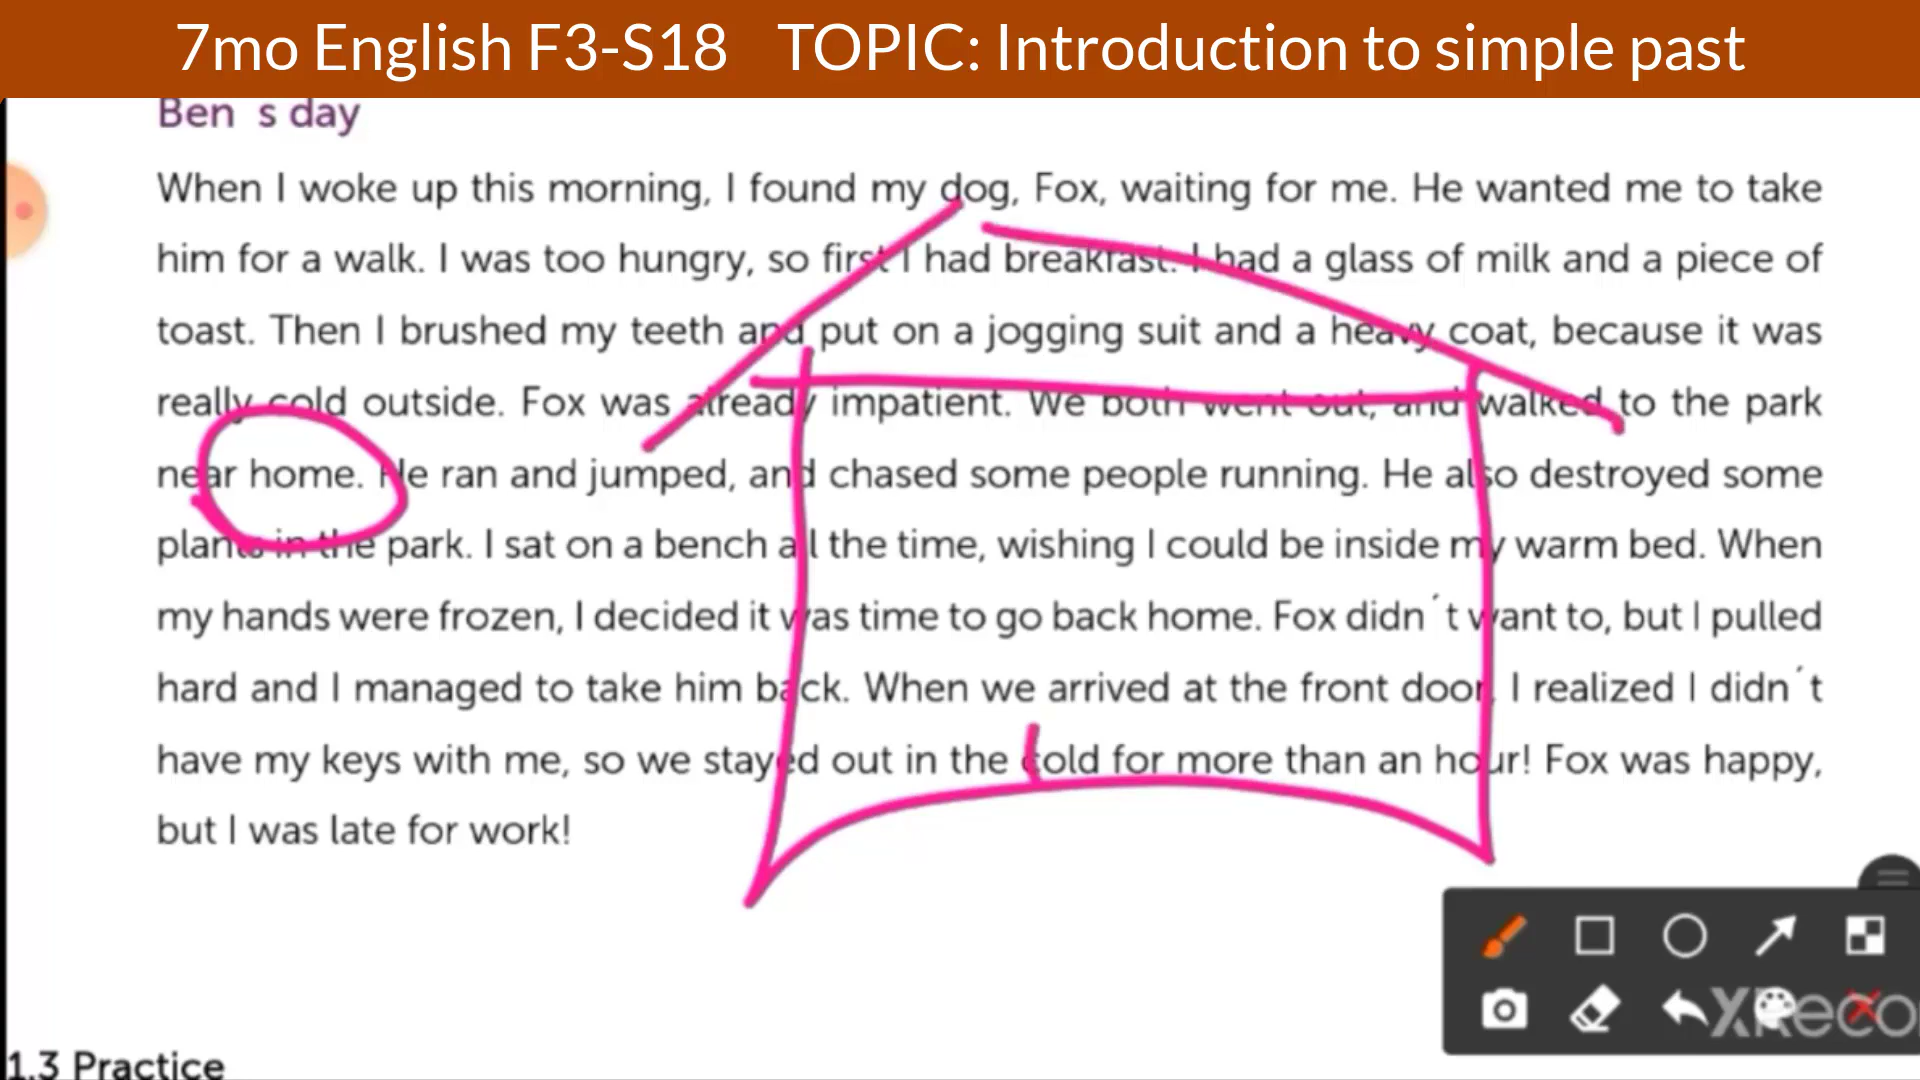 7mo English F3-S18 TOPIC: Introduction to simple past
Ben s day
When I woke up this morning, I found my dog, Fox, waiting for me. He wanted me to take
him for a walk. I was too hungry, so first I had breakfast. I had a glass of milk and a piece of
toast. Then I brushed my teeth and put on a jogging suit and a heavy coat, because it was
really cold outside. Fox was already impatient. We both went out, and walked to the park
near home. He ran and jumped, and chased some people running. He also destroyed some
plants in the park. I sat on a bench all the time, wishing I could be inside my warm bed. When
my hands were frozen, I decided it was time to go back home. Fox didn´t want to, but I pulled
hard and I managed to take him back. When we arrived at the front door, I realized I didn´t
have my keys with me, so we stayed out in the cold for more than an hour! Fox was happy,
but I was late for work!
1.3 Practice
XReco